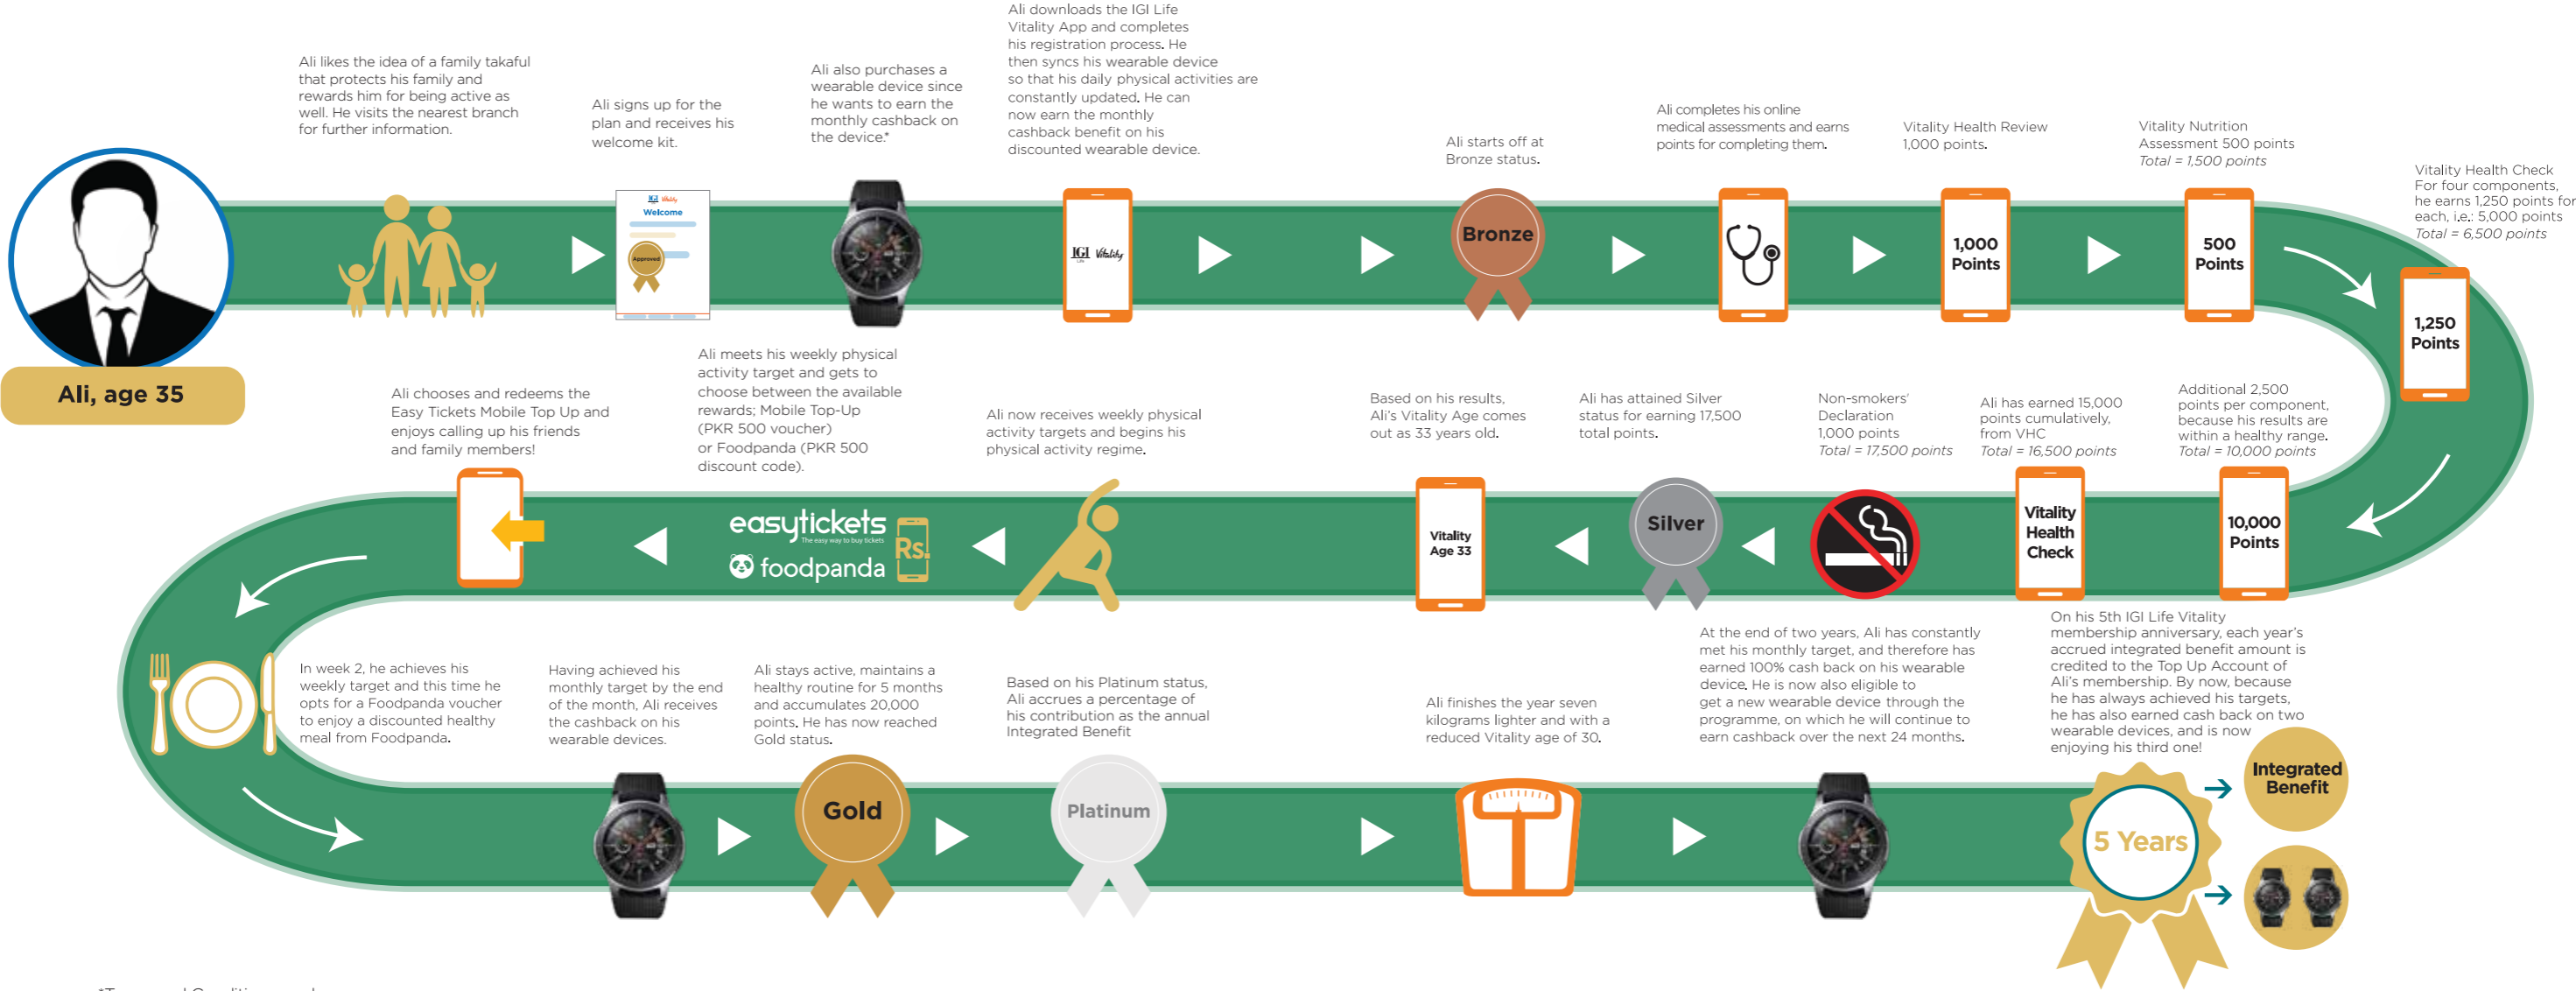 Ali, age 35
Ali likes the idea of a family takaful
that protects his family and
rewards him for being active as
well. He visits the nearest branch
for further information.
Ali signs up for the
plan and receives his
welcome kit.
IGI Vitality
Welcome
Approved
Ali also purchases a
wearable device since
he wants to earn the
monthly cashback on
the device.*
Ali downloads the IGI Life
Vitality App and completes
his registration process. He
then syncs his wearable device
so that his daily physical activities are
constantly updated. He can
now earn the monthly
cashback benefit on his
discounted wearable device.
IGI Life Vitality
Ali starts off at
Bronze status.
Bronze
Ali completes his online
medical assessments and earns
points for completing them.
Vitality Health Review
1,000 points.
1,000
Points
Vitality Nutrition
Assessment 500 points
Total = 1,500 points
500
Points
Vitality Health Check
For four components,
he earns 1,250 points for
each, i.e.: 5,000 points
Total = 6,500 points
1,250
Points
Additional 2,500
points per component,
because his results are
within a healthy range.
Total = 10,000 points
10,000
Points
Ali has earned 15,000
points cumulatively,
from VHC
Total = 16,500 points
Vitality
Health
Check
Non-smokers'
Declaration
1,000 points
Total = 17,500 points
Ali has attained Silver
status for earning 17,500
total points.
Silver
Based on his results,
Ali's Vitality Age comes
out as 33 years old.
Vitality
Age 33
Ali now receives weekly physical
activity targets and begins his
physical activity regime.
Ali meets his weekly physical
activity target and gets to
choose between the available
rewards; Mobile Top-Up
(PKR 500 voucher)
or Foodpanda (PKR 500
discount code).
easytickets
The easy way to buy tickets
foodpanda
Rs.
Ali chooses and redeems the
Easy Tickets Mobile Top Up and
enjoys calling up his friends
and family members!
In week 2, he achieves his
weekly target and this time he
opts for a Foodpanda voucher
to enjoy a discounted healthy
meal from Foodpanda.
Having achieved his
monthly target by the end
of the month, Ali receives
the cashback on his
wearable devices.
Ali stays active, maintains a
healthy routine for 5 months
and accumulates 20,000
points. He has now reached
Gold status.
Gold
Based on his Platinum status,
Ali accrues a percentage of
his contribution as the annual
Integrated Benefit
Platinum
Ali finishes the year seven
kilograms lighter and with a
reduced Vitality age of 30.
At the end of two years, Ali has constantly
met his monthly target, and therefore has
earned 100% cash back on his wearable
device. He is now also eligible to
get a new wearable device through the
programme, on which he will continue to
earn cashback over the next 24 months.
On his 5th IGI Life Vitality
membership anniversary, each year's
accrued integrated benefit amount is
credited to the Top Up Account of
Ali's membership. By now, because
he has always achieved his targets,
he has also earned cash back on two
wearable devices, and is now
enjoying his third one!
5 Years
Integrated
Benefit